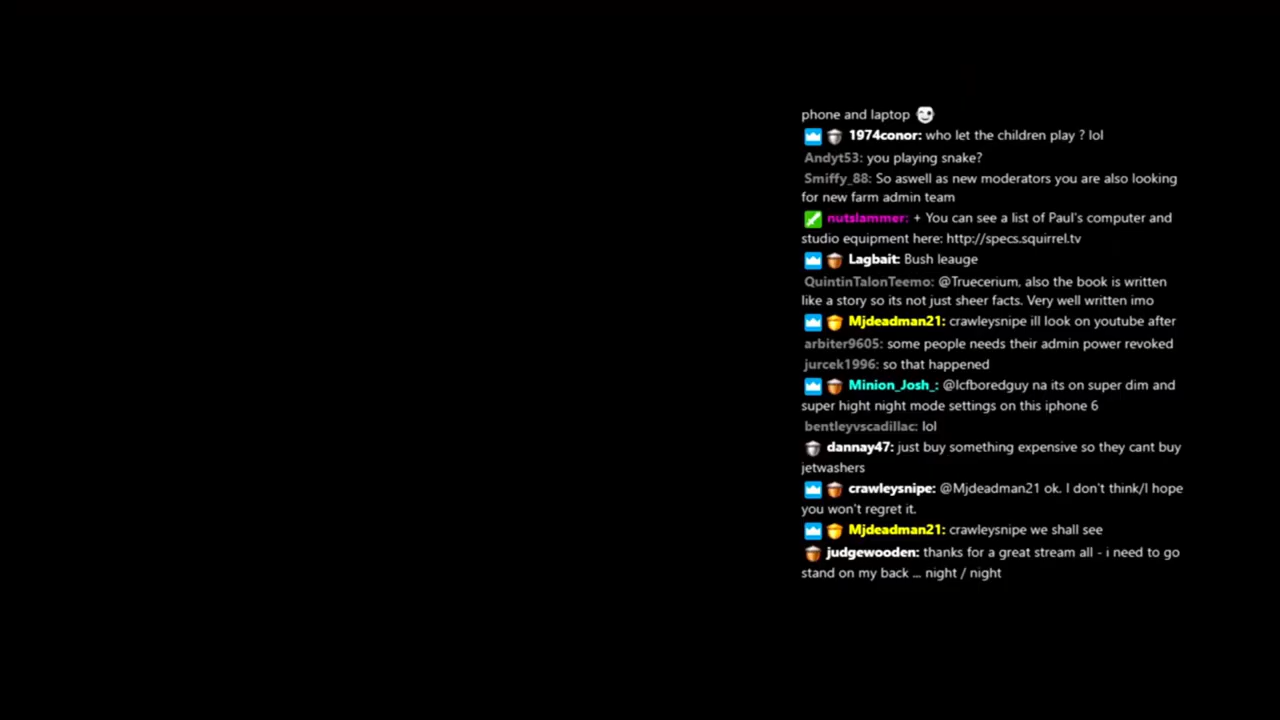 phone and laptop
1974conor: who let the children play ? lol
Andyt53: you playing snake?
Smiffy_88: So aswell as new moderators you are also looking
for new farm admin team
nutslammer: + You can see a list of Paul's computer and
studio equipment here: http://specs.squirrel.tv
Lagbait: Bush leauge
QuintinTalonTeemo: @Truecerium, also the book is written
like a story so its not just sheer facts. Very well written imo
Mjdeadman21: crawleysnipe ill look on youtube after
arbiter9605: some people needs their admin power revoked
jurcek1996: so that happened
Minion_Josh_: @lcfboredguy na its on super dim and
super hight night mode settings on this iphone 6
bentleyvscadillac: lol
dannay47: just buy something expensive so they cant buy
jetwashers
crawleysnipe: @Mjdeadman21 ok. I don't think/I hope
you won't regret it.
Mjdeadman21: crawleysnipe we shall see
judgewooden: thanks for a great stream all - i need to go
stand on my back ... night / night